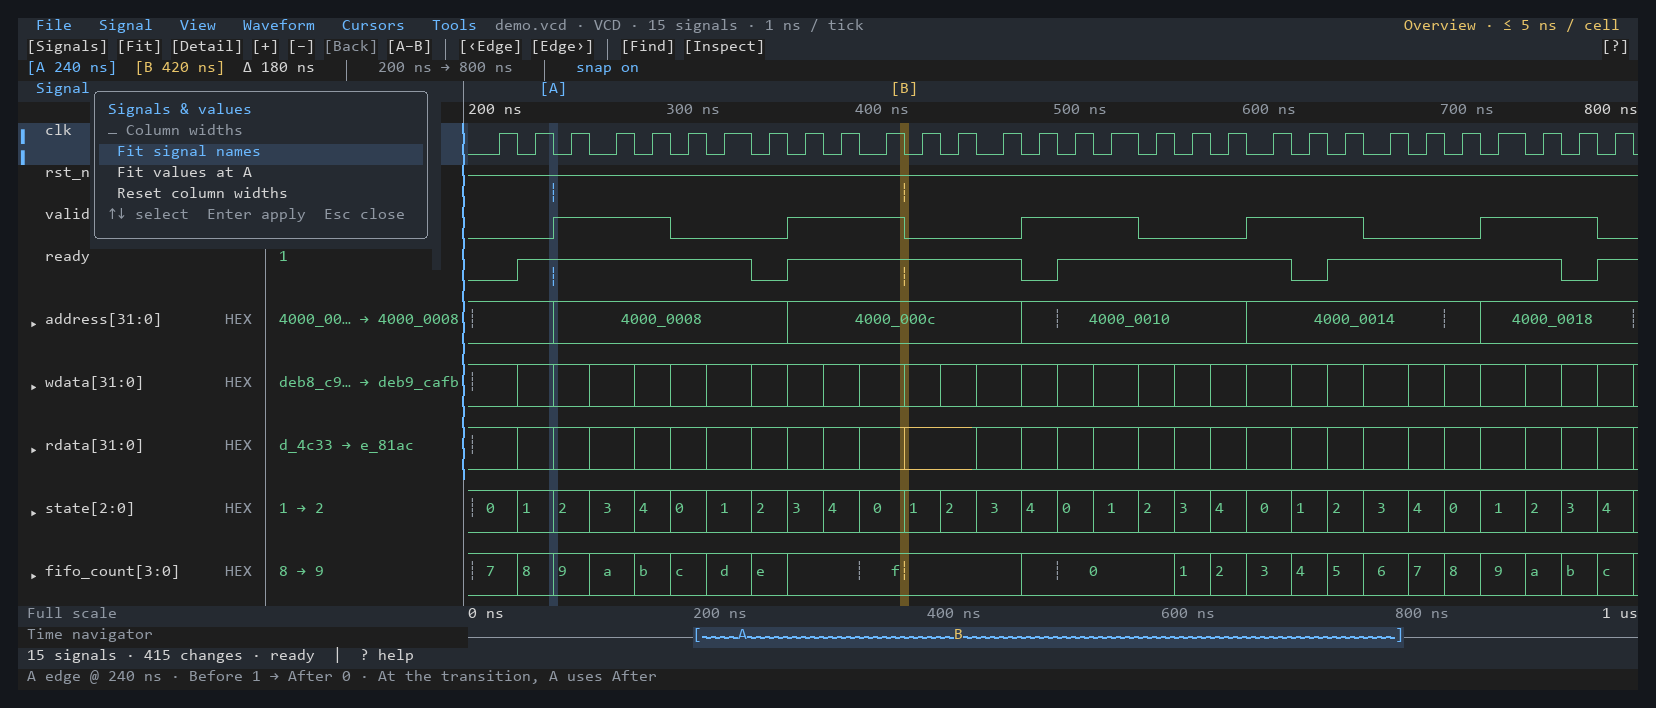 File Signal View Waveform Cursors Tools demo.vcd · VCD · 15 signals · 1 ns / tick Overview · ≤ 5 ns / cell
[Signals] [Fit] [Detail] [+] [−] [Back] [A–B] │ [‹Edge] [Edge›] │ [Find] [Inspect] [?]
[A 240 ns] [B 420 ns] Δ 180 ns │ 200 ns → 800 ns │ snap on
Signal [A] [B]
200 ns 300 ns 400 ns 500 ns 600 ns 700 ns 800 ns
Signals & values
— Column widths
Fit signal names
Fit values at A
Reset column widths
↑↓ select Enter apply Esc close
clk
rst_n
valid
ready 1
▸ address[31:0] HEX 4000_00… → 4000_0008 4000_0008 4000_000c 4000_0010 4000_0014 4000_0018
▸ wdata[31:0] HEX deb8_c9… → deb9_cafb
▸ rdata[31:0] HEX d_4c33 → e_81ac
▸ state[2:0] HEX 1 → 2 0 1 2 3 4 0 1 2 3 4 0 1 2 3 4 0 1 2 3 4 0 1 2 3 4 0 1 2 3 4
▸ fifo_count[3:0] HEX 8 → 9 7 8 9 a b c d e f 0 1 2 3 4 5 6 7 8 9 a b c
Full scale 0 ns 200 ns 400 ns 600 ns 800 ns 1 us
Time navigator [ A B ]
15 signals · 415 changes · ready │ ? help
A edge @ 240 ns · Before 1 → After 0 · At the transition, A uses After